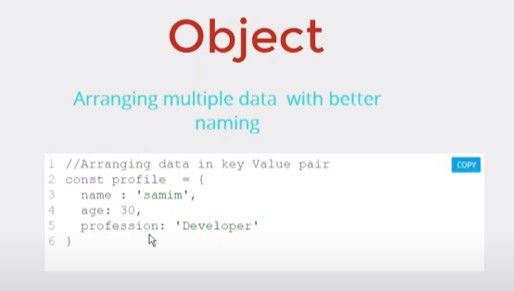 Object
Arranging multiple data with better
naming
COPY
1 //Arranging data in key Value pair
2 const profile = {
3 name : 'samim',
4 age: 30,
5 profession: 'Developer'
6 }